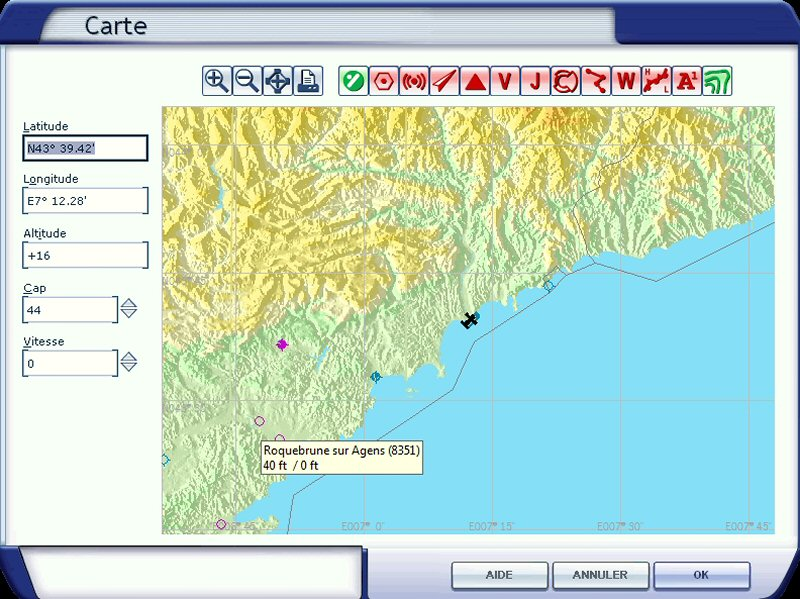 Carte
V J W H L A¹
Latitude
N43° 39.42'
Longitude
E7° 12.28'
Altitude
+16
Cap
44
Vitesse
0
Roquebrune sur Agens (8351)
40 ft / 0 ft
E007° 0' E007° 15' E007° 30' E007° 45'
AIDE ANNULER OK